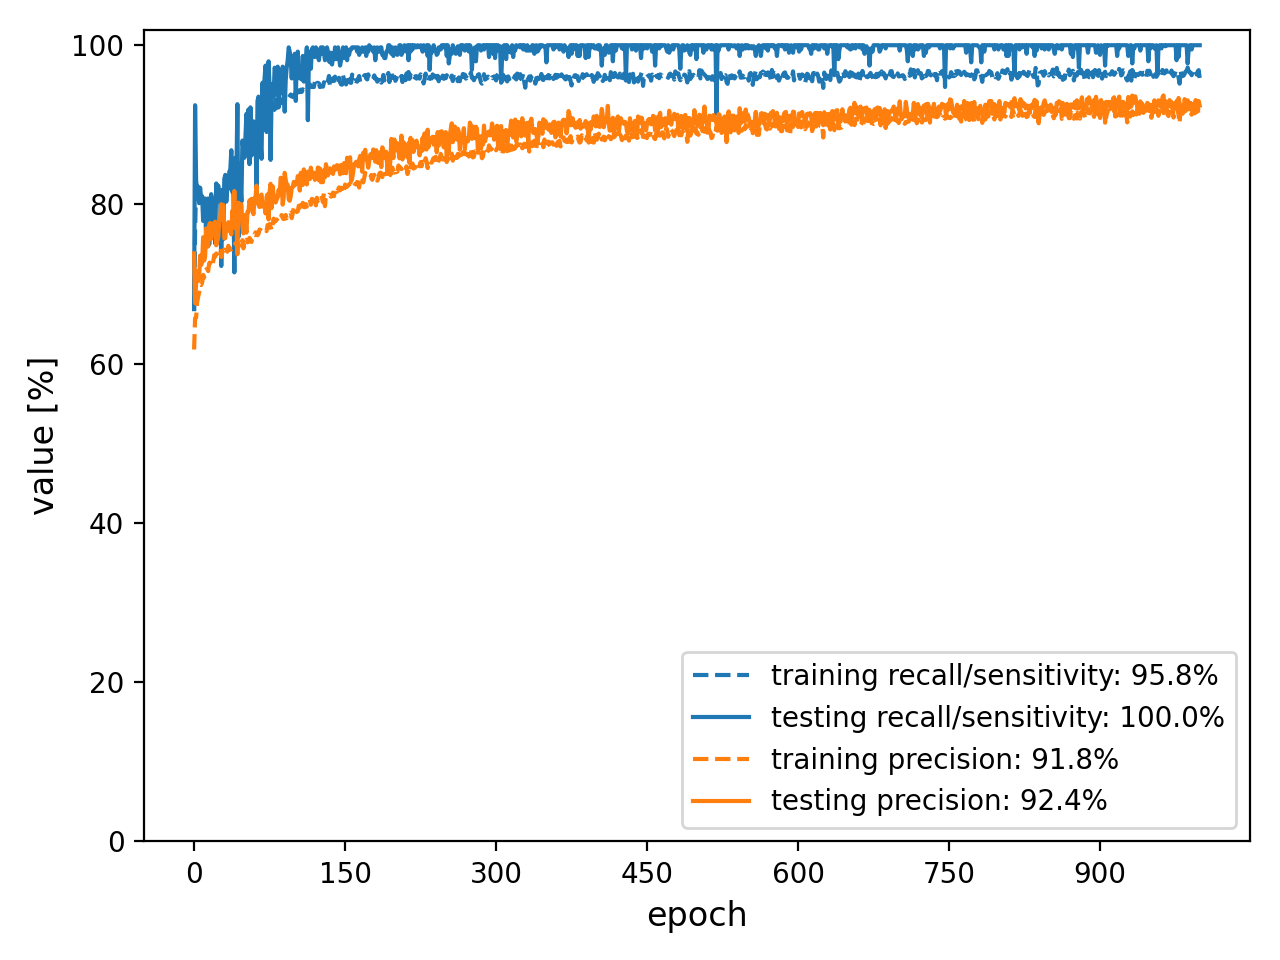 100
80
60
40
20
0
value [%]
training recall/sensitivity: 95.8%
testing recall/sensitivity: 100.0%
training precision: 91.8%
testing precision: 92.4%
0 150 300 450 600 750 900
epoch